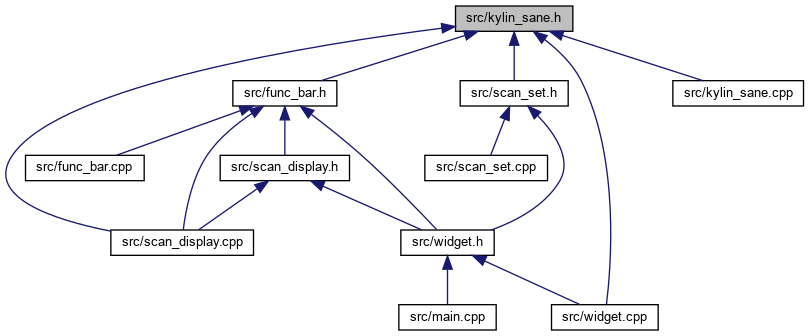 src/kylin_sane.h
src/func_bar.h
src/scan_set.h
src/kylin_sane.cpp
src/func_bar.cpp
src/scan_display.h
src/scan_set.cpp
src/scan_display.cpp
src/widget.h
src/main.cpp
src/widget.cpp